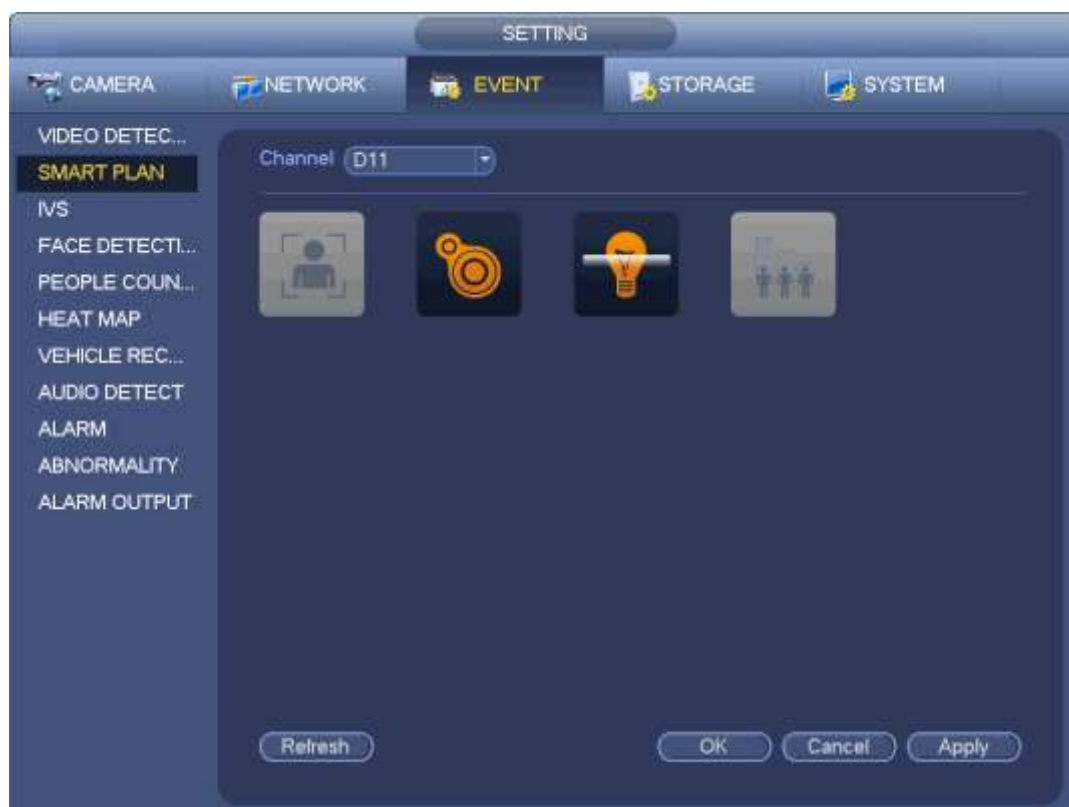 SETTING
CAMERA NETWORK EVENT STORAGE SYSTEM
VIDEO DETEC...
SMART PLAN
IVS
FACE DETECTI...
PEOPLE COUN...
HEAT MAP
VEHICLE REC...
AUDIO DETECT
ALARM
ABNORMALITY
ALARM OUTPUT
Channel D11
Refresh OK Cancel Apply